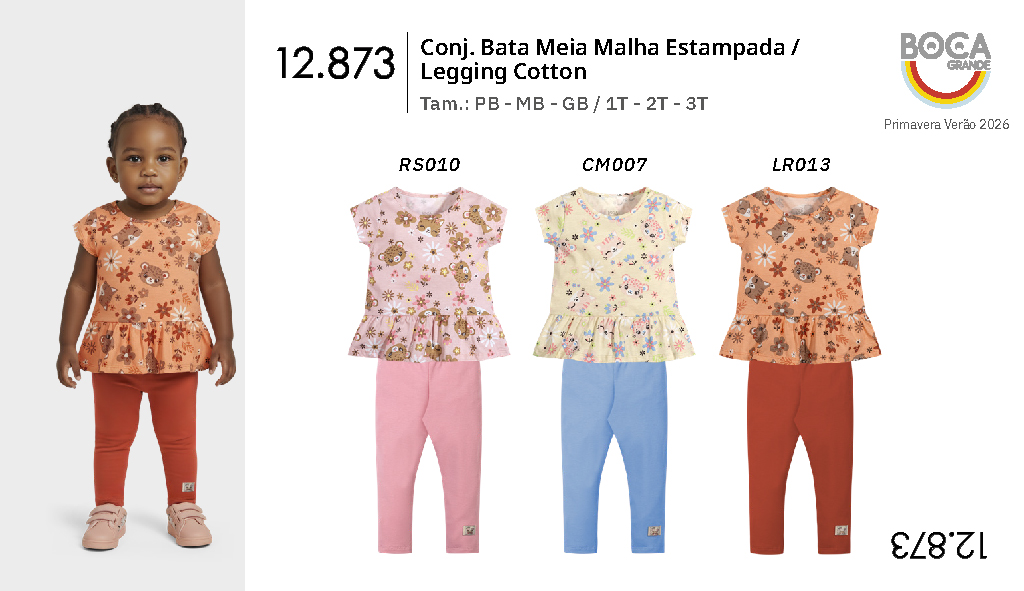 12.873
Conj. Bata Meia Malha Estampada /
Legging Cotton
Tam.: PB - MB - GB / 1T - 2T - 3T
BOCA
GRANDE
Primavera Verão 2026
RS010
CM007
LR013
12.873